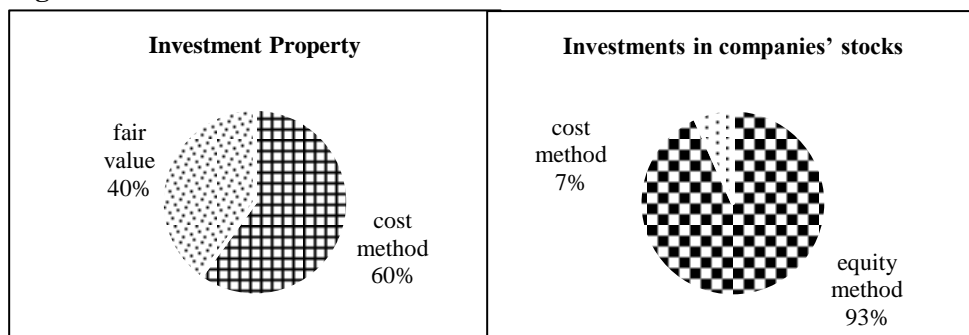 Investment Property
fair
value
40%
cost
method
60%
Investments in companies’ stocks
cost
method
7%
equity
method
93%